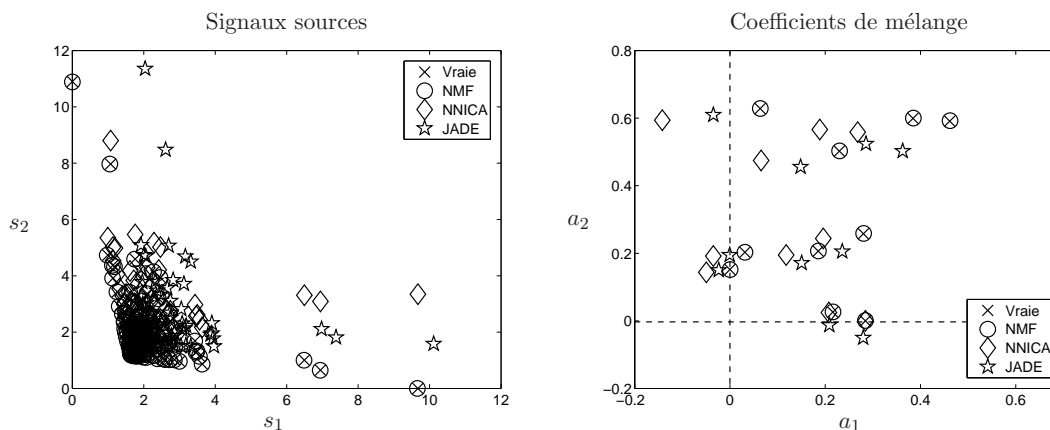 Signaux sources
12
10
8
6
4
2
0
s2
0 2 4 6 8 10 12
s1
Vraie
NMF
NNICA
JADE
Coefficients de mélange
0.8
0.6
0.4
0.2
0
−0.2
a2
−0.2 0 0.2 0.4 0.6
a1
Vraie
NMF
NNICA
JADE